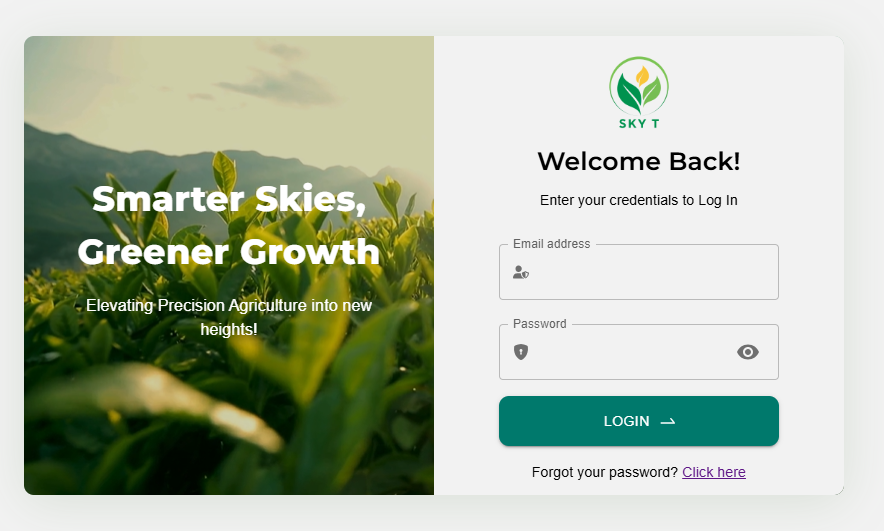 Smarter Skies,
Greener Growth
Elevating Precision Agriculture into new
heights!
SKY T
Welcome Back!
Enter your credentials to Log In
Email address
Password
LOGIN
Forgot your password? Click here